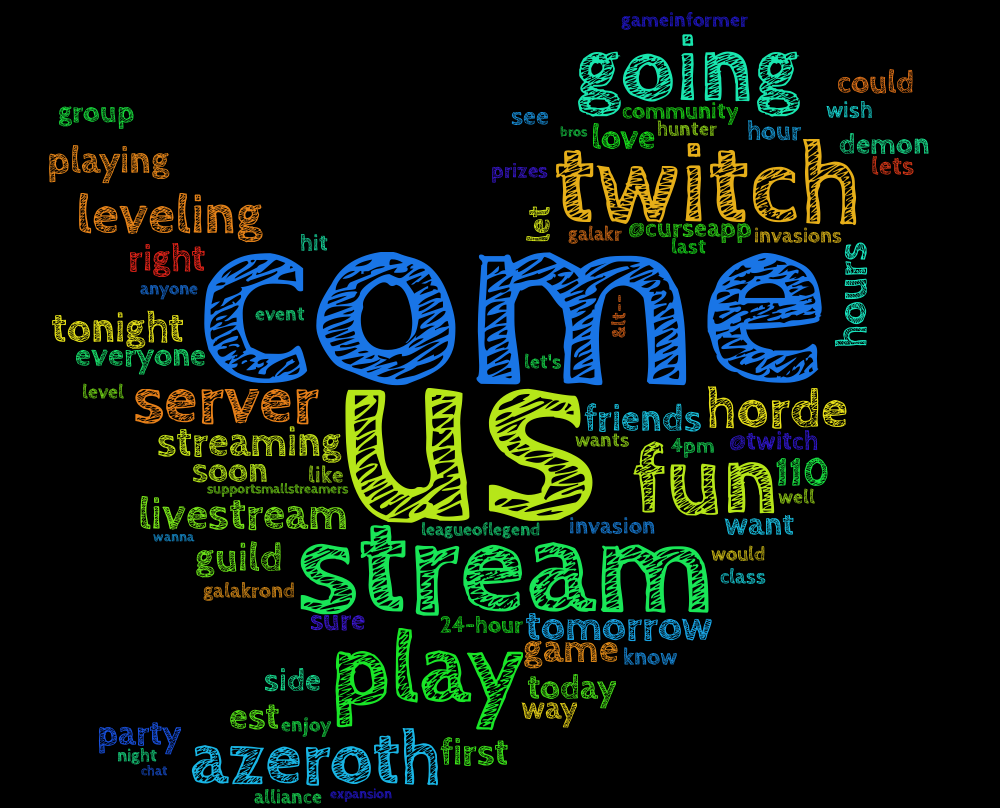 gameinformer
going
could
group
see
community
wish
bros
love
hunter
hour
demon
playing
prizes
twitch
lets
leveling
let
galakr
@curseapp
invasions
last
hit
right
come
hours
anyone
event
&lt--
tonight
everyone
let's
level
server
us
friends
horde
streaming
wants
4pm
@twitch
soon
like
fun
110
supportsmallstreamers
well
livestream
leagueoflegend
invasion
want
wanna
guild
stream
would
galakrond
class
sure
24-hour
tomorrow
game
know
play
side
today
way
est
enjoy
party
night
chat
azeroth
first
alliance
expansion